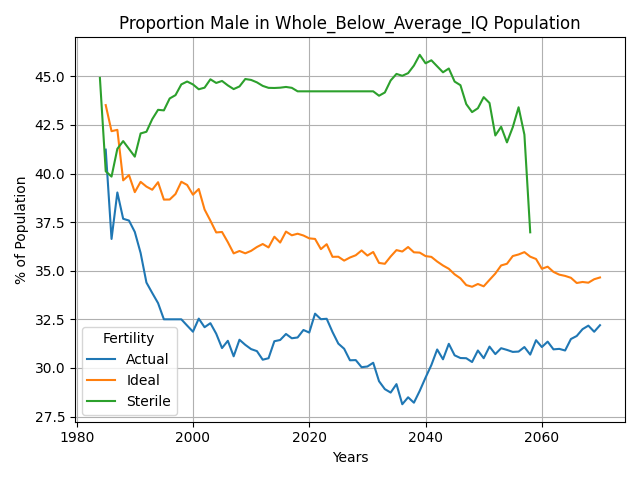 Proportion Male in Whole_Below_Average_IQ Population
% of Population
45.0
42.5
40.0
37.5
35.0
32.5
30.0
27.5
Fertility
Actual
Ideal
Sterile
1980
2000
2020
2040
2060
Years